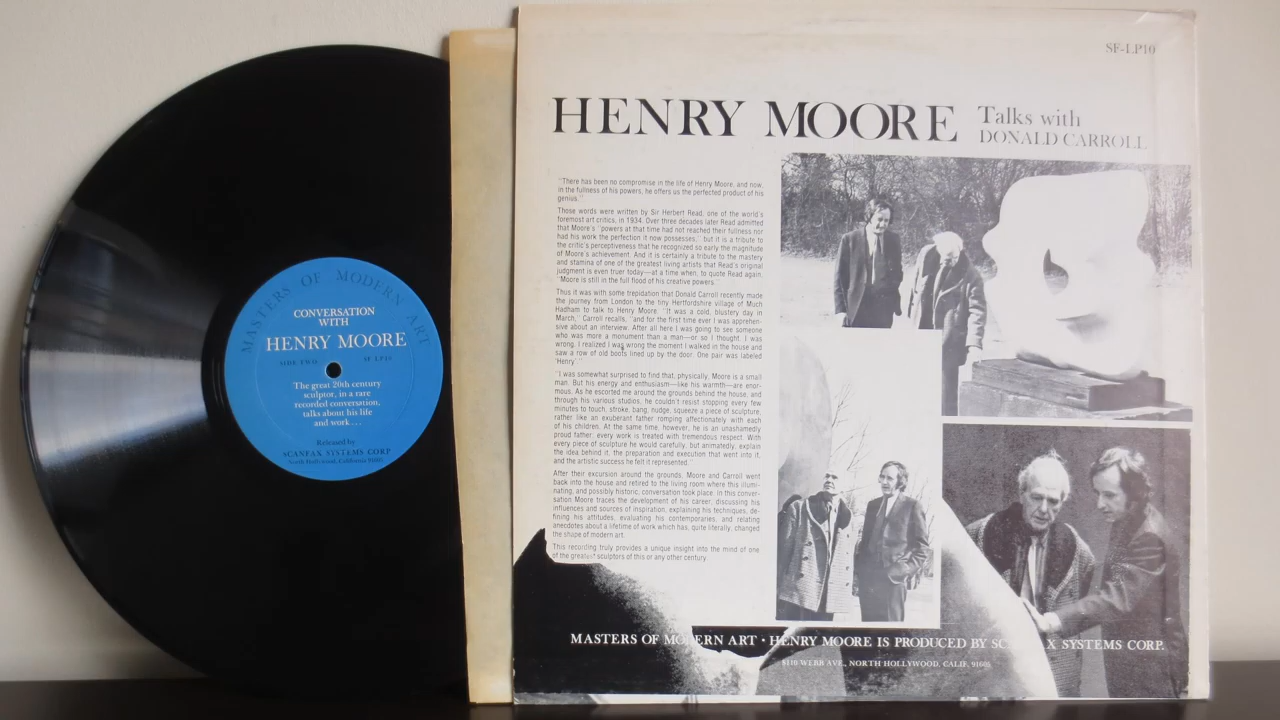 MASTERS OF MODERN ART
CONVERSATION
WITH
HENRY MOORE
SIDE TWO
SF-LP10
The great 20th century
sculptor, in a rare
recorded conversation,
talks about his life
and work...
Released by
SCANFAX SYSTEMS CORP
North Hollywood, California 91605
SF-LP10
HENRY MOORE Talks with
DONALD CARROLL
"There has been no compromise in the life of Henry Moore, and now,
in the fullness of his powers, he offers us the perfected product of his
genius."
Those words were written by Sir Herbert Read, one of the world's
foremost art critics, in 1934. Over three decades later Read admitted
that Moore's "powers at that time had not reached their fullness nor
had his work the perfection it now possesses," but it is a tribute to
the critic's perceptiveness that he recognized so early the magnitude
of Moore's achievement. And it is certainly a tribute to the mastery
and stamina of one of the greatest living artists that Read's original
judgment is even truer today—at a time when, to quote Read again,
"Moore is still in the full flood of his creative powers."
Thus it was with some trepidation that Donald Carroll recently made
the journey from London to the tiny Hertfordshire village of Much
Hadham to talk to Henry Moore. "It was a cold, blustery day in
March," Carroll recalls, "and for the first time ever I was apprehen-
sive about an interview. After all here I was going to see someone
who was more a monument than a man—or so I thought. I was
wrong. I realized I was wrong the moment I walked in the house and
saw a row of old boots lined up by the door. One pair was labeled
'Henry'."
"I was somewhat surprised to find that, physically, Moore is a small
man. But his energy and enthusiasm—like his warmth—are enor-
mous. As he escorted me around the grounds behind the house, and
through his various studios, he couldn't resist stopping every few
minutes to touch, stroke, bang, nudge, squeeze a piece of sculpture,
rather like an exuberant father romping affectionately with each
of his children. At the same time, however, he is an unashamedly
proud father: every work is treated with tremendous respect. With
every piece of sculpture he would carefully, but animatedly, explain
the idea behind it, the preparation and execution that went into it,
and the artistic success he felt it represented."
After their excursion around the grounds, Moore and Carroll went
back into the house and retired to the living room where this illumi-
nating, and possibly historic, conversation took place. In this conver-
sation Moore traces the development of his career, discussing his
influences and sources of inspiration, explaining his techniques, de-
fining his attitudes, evaluating his contemporaries, and relating
anecdotes about a lifetime of work which has, quite literally, changed
the shape of modern art.
This recording truly provides a unique insight into the mind of one
of the greatest sculptors of this or any other century.
MASTERS OF MODERN ART • HENRY MOORE IS PRODUCED BY SCANFAX SYSTEMS CORP.
WEBB AVE., NORTH HOLLYWOOD, CALIF. 91605